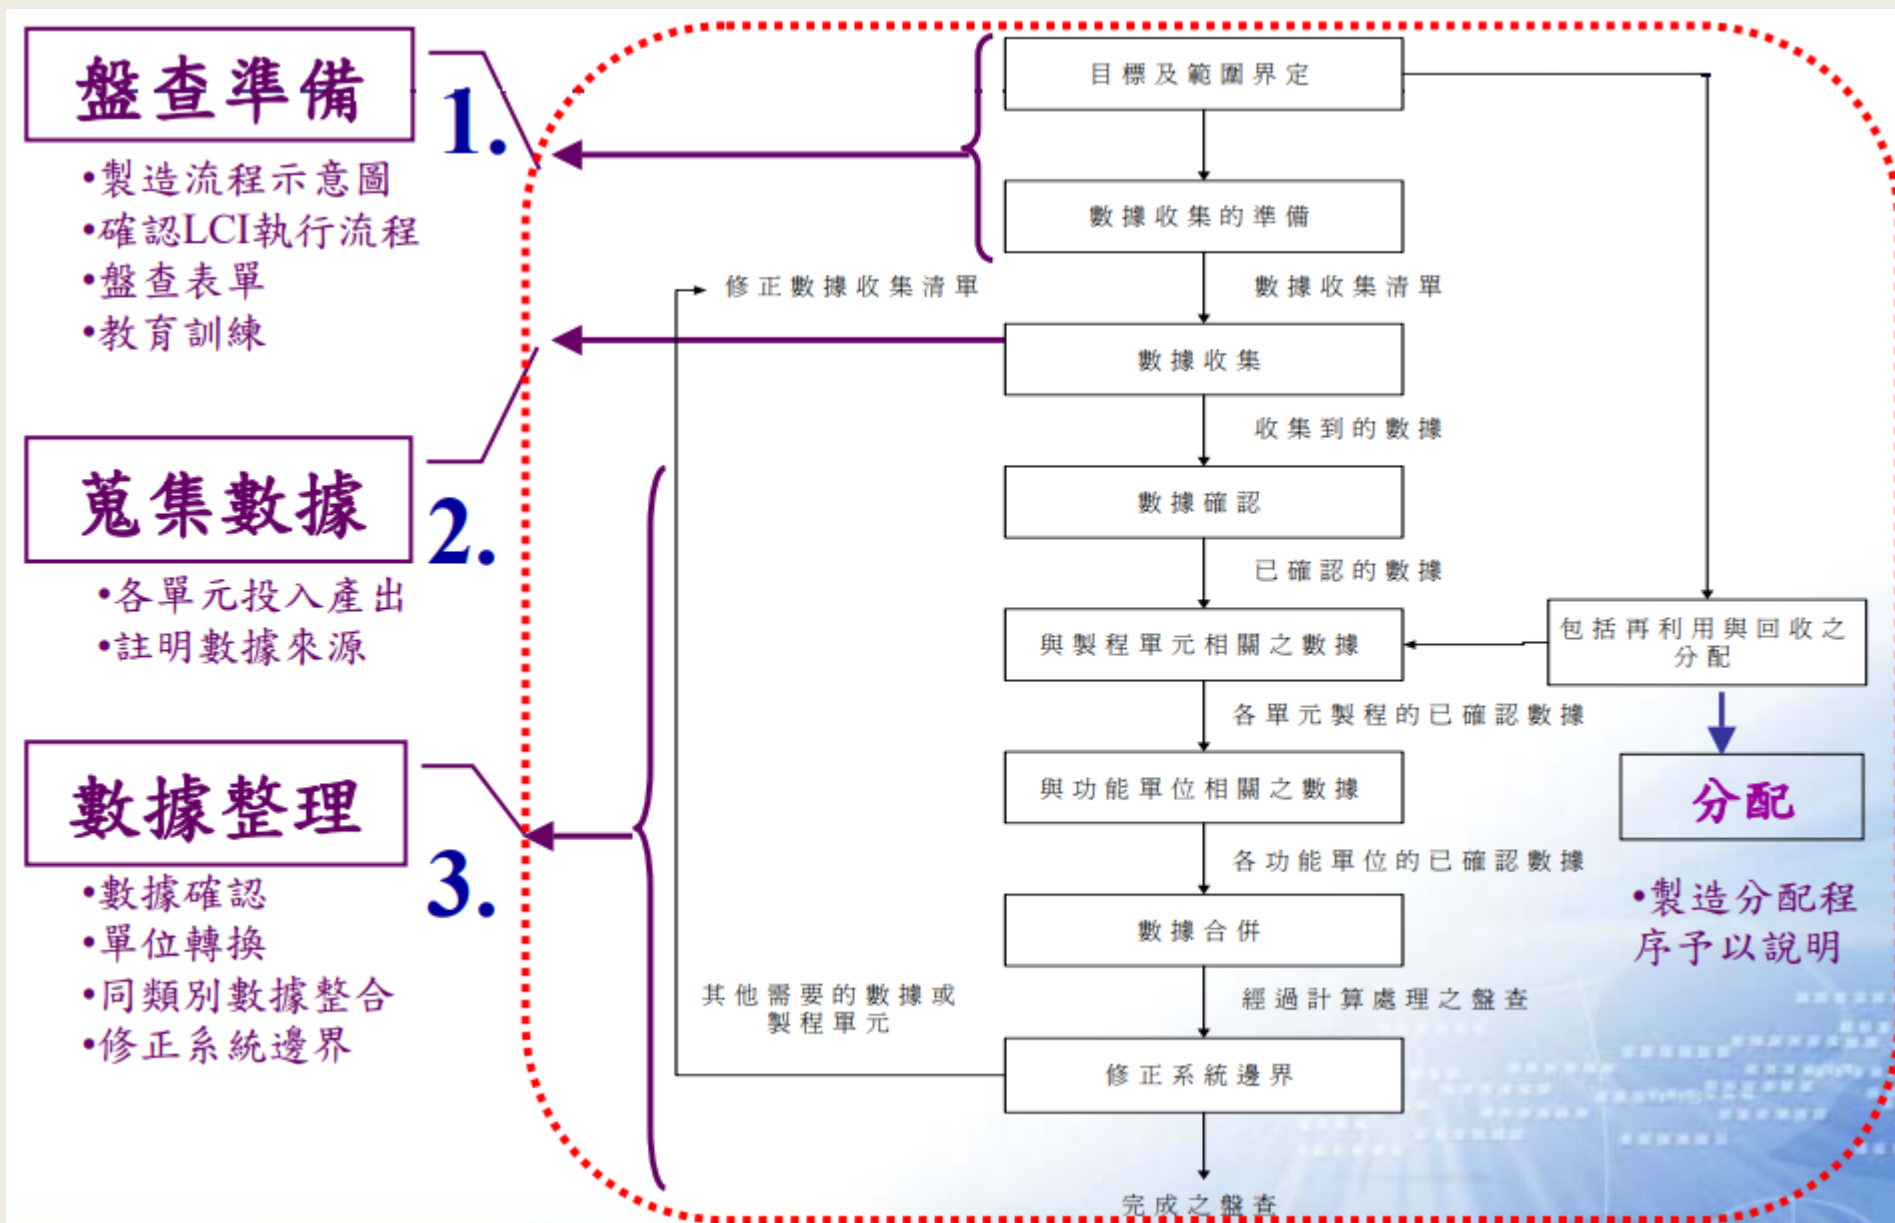 盤查準備
1.
•製造流程示意圖
•確認LCI執行流程
•盤查表單
•教育訓練
蒐集數據
2.
•各單元投入產出
•註明數據來源
數據整理
3.
•數據確認
•單位轉換
•同類別數據整合
•修正系統邊界
目標及範圍界定
數據收集的準備
修正數據收集清單
數據收集清單
數據收集
收集到的數據
數據確認
已確認的數據
與製程單元相關之數據
包括再利用與回收之
分配
各單元製程的已確認數據
與功能單位相關之數據
分配
•製造分配程
序予以說明
各功能單位的已確認數據
數據合併
其他需要的數據或
製程單元
經過計算處理之盤查
修正系統邊界
完成之盤查